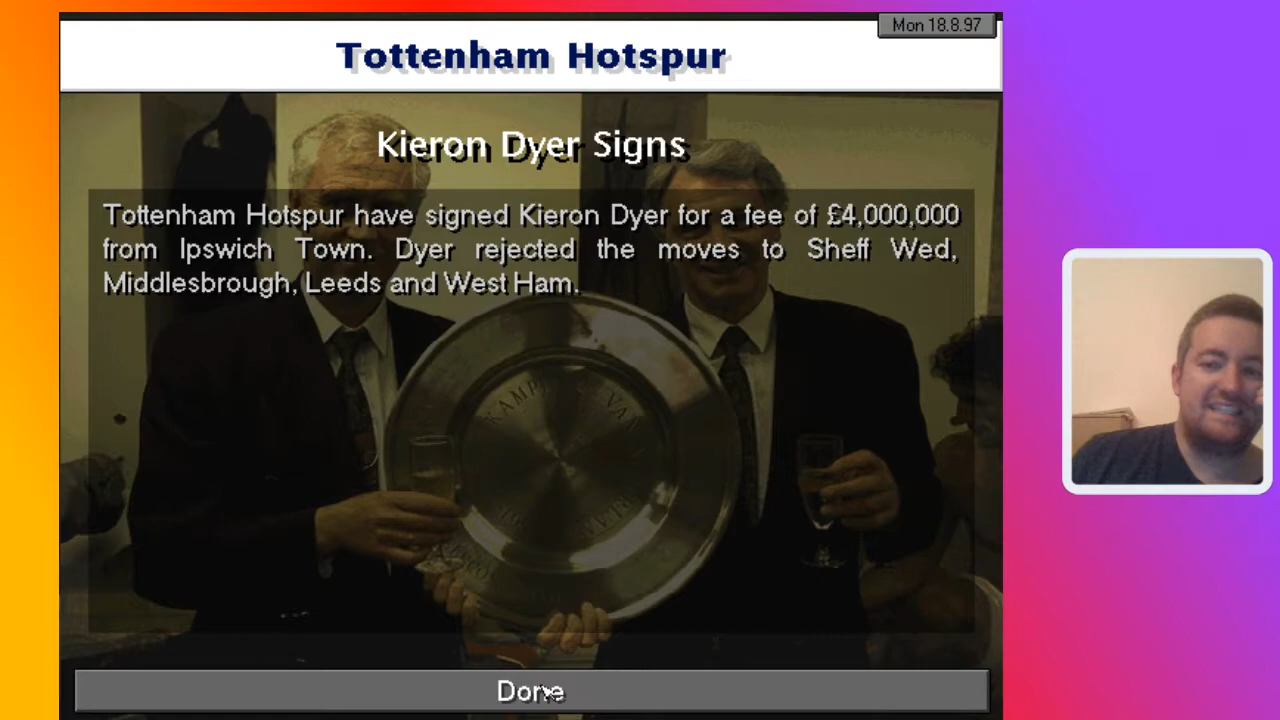 Mon 18.8.97
Tottenham Hotspur
Kieron Dyer Signs
Tottenham Hotspur have signed Kieron Dyer for a fee of £4,000,000
from Ipswich Town. Dyer rejected the moves to Sheff Wed,
Middlesbrough, Leeds and West Ham.
Done